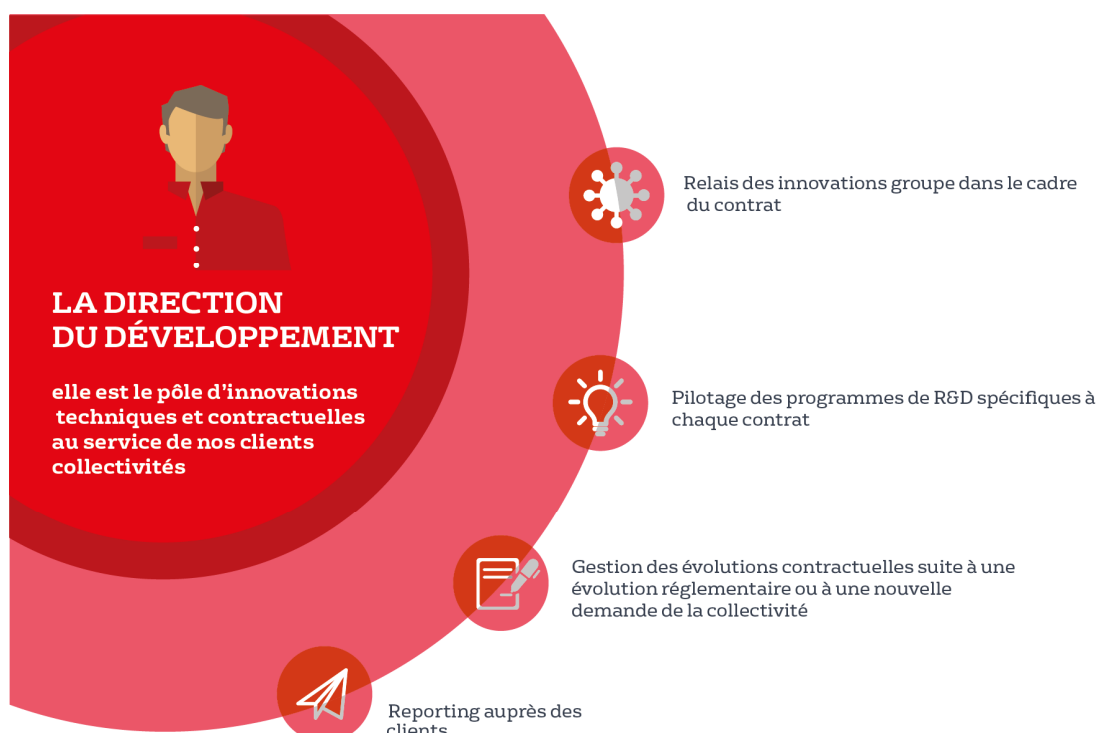 LA DIRECTION
DU DÉVELOPPEMENT
elle est le pôle d'innovations
techniques et contractuelles
au service de nos clients
collectivités
Relais des innovations groupe dans le cadre
du contrat
Pilotage des programmes de R&D spécifiques à
chaque contrat
Gestion des évolutions contractuelles suite à une
évolution réglementaire ou à une nouvelle
demande de la collectivité
Reporting auprès des
clients